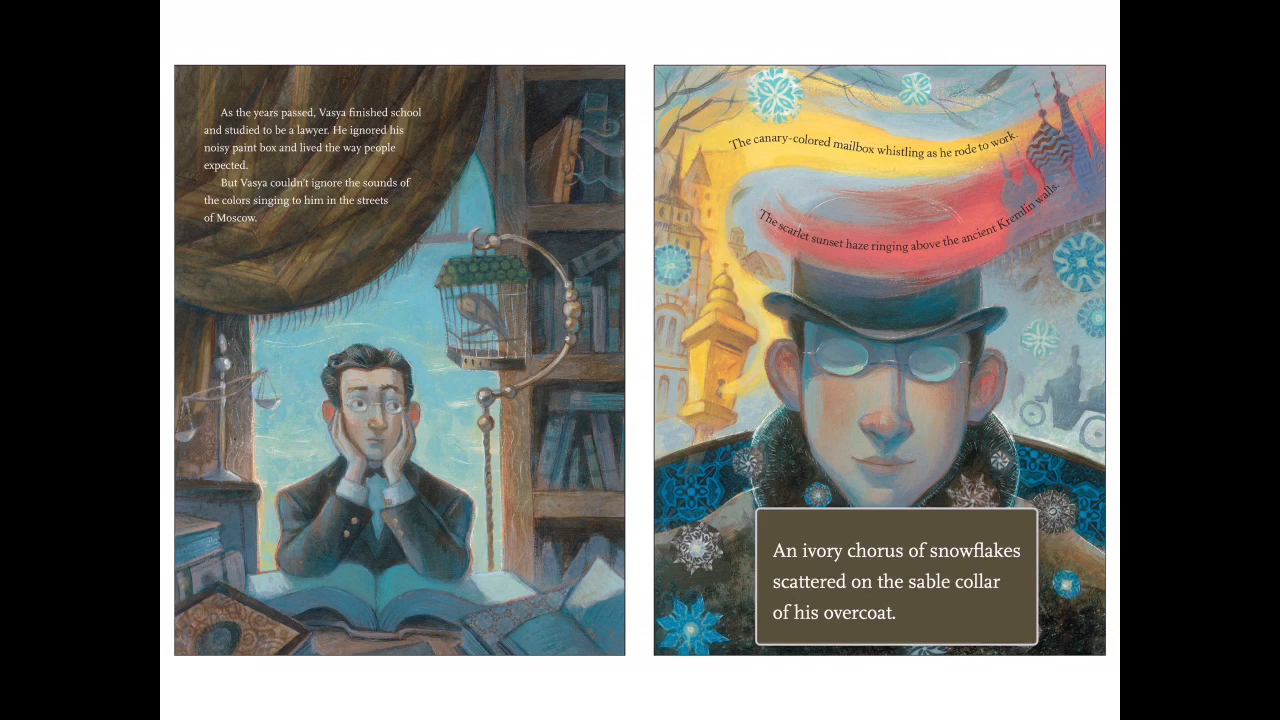 As the years passed, Vasya finished school
and studied to be a lawyer. He ignored his
noisy paint box and lived the way people
expected.
But Vasya couldn't ignore the sounds of
the colors singing to him in the streets
of Moscow.
The canary-colored mailbox whistling as he rode to work.
The scarlet sunset haze ringing above the ancient Kremlin walls.
An ivory chorus of snowflakes
scattered on the sable collar
of his overcoat.